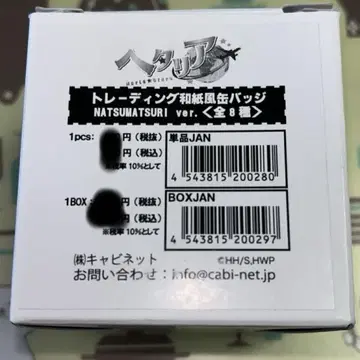 ヘタリア
World★Stars
トレーディング和紙風缶バッジ
NATSUMATSURI ver.<全8種>
1pcs: 円(税抜)
円(税込)
※税率10%として
単品JAN
4 543815 200280
1BOX: 円(税抜)
円(税込)
※税率10%として
BOXJAN
4 543815 200297
㈱キャビネット
お問い合わせ：info@cabi-net.jp
©HH/S,HWP